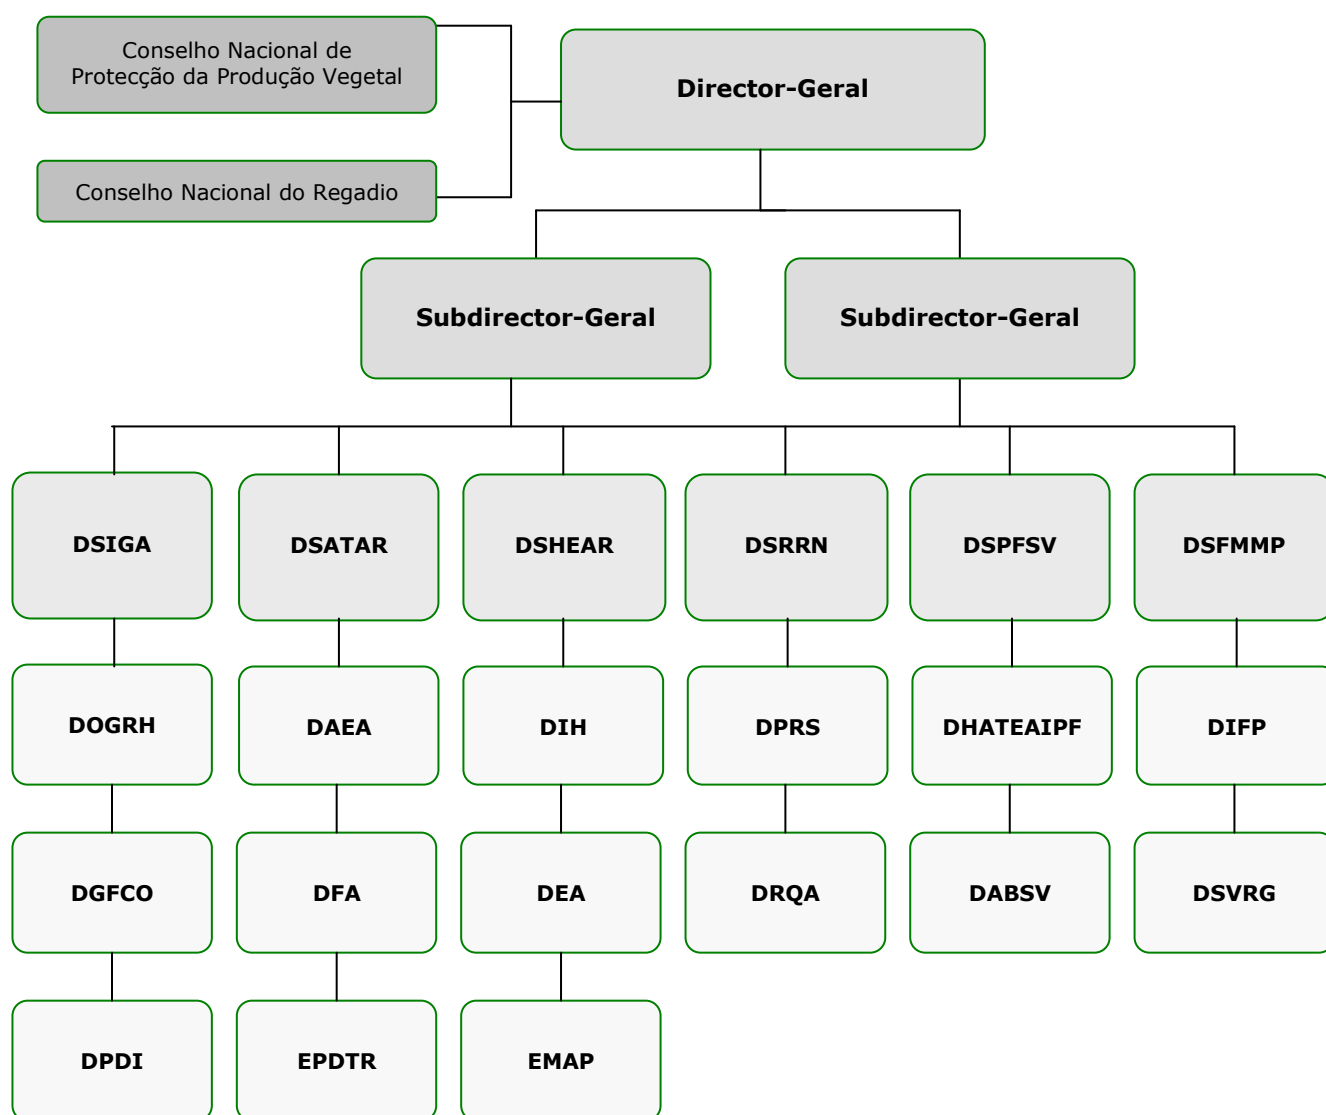 Conselho Nacional de
Protecção da Produção Vegetal
Director-Geral
Conselho Nacional do Regadio
Subdirector-Geral
Subdirector-Geral
DSIGA
DSATAR
DSHEAR
DSRRN
DSPFSV
DSFMMP
DOGRH
DAEA
DIH
DPRS
DHATEAIPF
DIFP
DGFCO
DFA
DEA
DRQA
DABSV
DSVRG
DPDI
EPDTR
EMAP